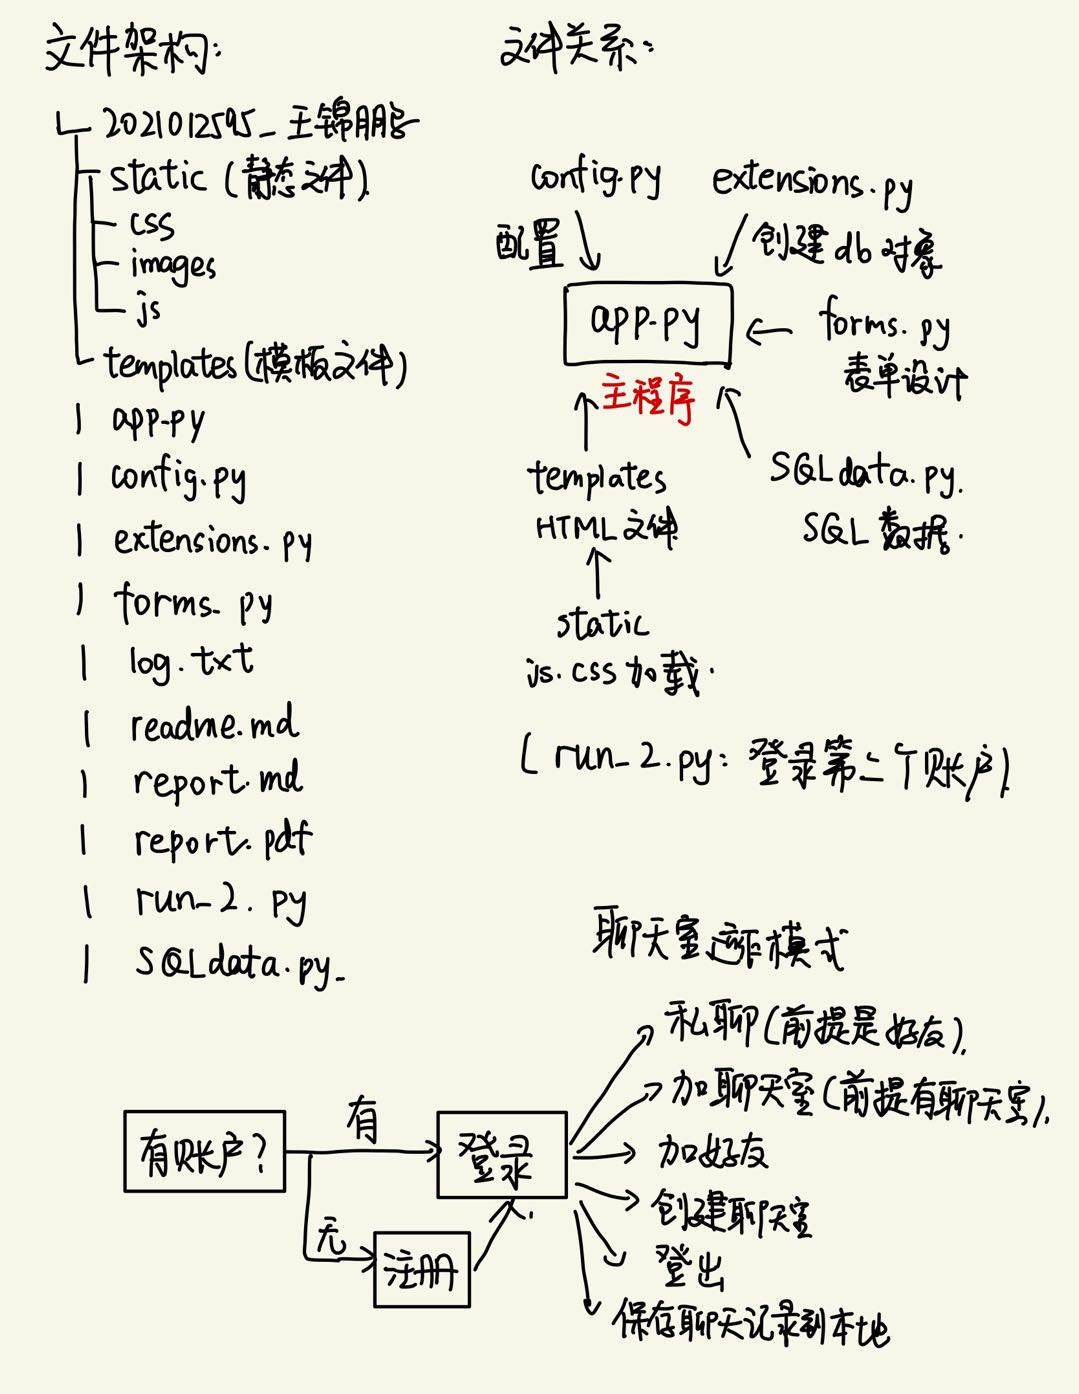 文件架构:
2021012595_王锦鹏
static (静态文件)
css
images
js
templates(模板文件)
app.py
config.py
extensions.py
forms.py
log.txt
readme.md
report.md
report.pdf
run_2.py
SQLdata.py
文件关系:
config.py extensions.py
配置 创建db对象
app.py
主程序
forms.py
表单设计
templates
HTML文件
SQLdata.py.
SQL数据.
static
js.css加载.
(run_2.py: 登录第二个账户)
聊天室运作模式
有账户?
有
无
登录
注册
私聊(前提是好友).
加聊天室(前提有聊天室).
加好友
创建聊天室
登出
保存聊天记录到本地